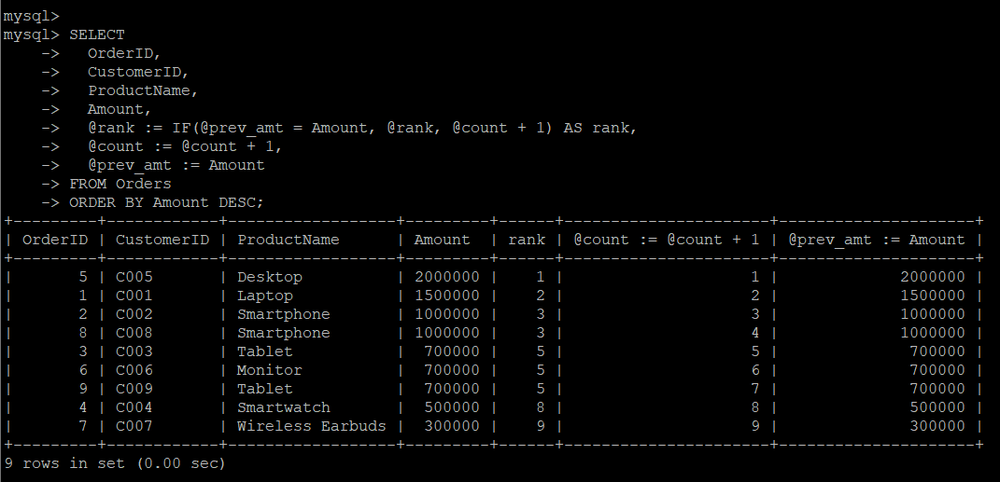 mysql>
mysql> SELECT
    ->   OrderID,
    ->   CustomerID,
    ->   ProductName,
    ->   Amount,
    ->   @rank := IF(@prev_amt = Amount, @rank, @count + 1) AS rank,
    ->   @count := @count + 1,
    ->   @prev_amt := Amount
    -> FROM Orders
    -> ORDER BY Amount DESC;
+---------+------------+------------------+---------+------+----------------------+---------------------+
| OrderID | CustomerID | ProductName      | Amount  | rank | @count := @count + 1 | @prev_amt := Amount |
+---------+------------+------------------+---------+------+----------------------+---------------------+
|       5 | C005       | Desktop          | 2000000 |    1 |                    1 |             2000000 |
|       1 | C001       | Laptop           | 1500000 |    2 |                    2 |             1500000 |
|       2 | C002       | Smartphone       | 1000000 |    3 |                    3 |             1000000 |
|       8 | C008       | Smartphone       | 1000000 |    3 |                    4 |             1000000 |
|       3 | C003       | Tablet           |  700000 |    5 |                    5 |              700000 |
|       6 | C006       | Monitor          |  700000 |    5 |                    6 |              700000 |
|       9 | C009       | Tablet           |  700000 |    5 |                    7 |              700000 |
|       4 | C004       | Smartwatch       |  500000 |    8 |                    8 |              500000 |
|       7 | C007       | Wireless Earbuds |  300000 |    9 |                    9 |              300000 |
+---------+------------+------------------+---------+------+----------------------+---------------------+
9 rows in set (0.00 sec)